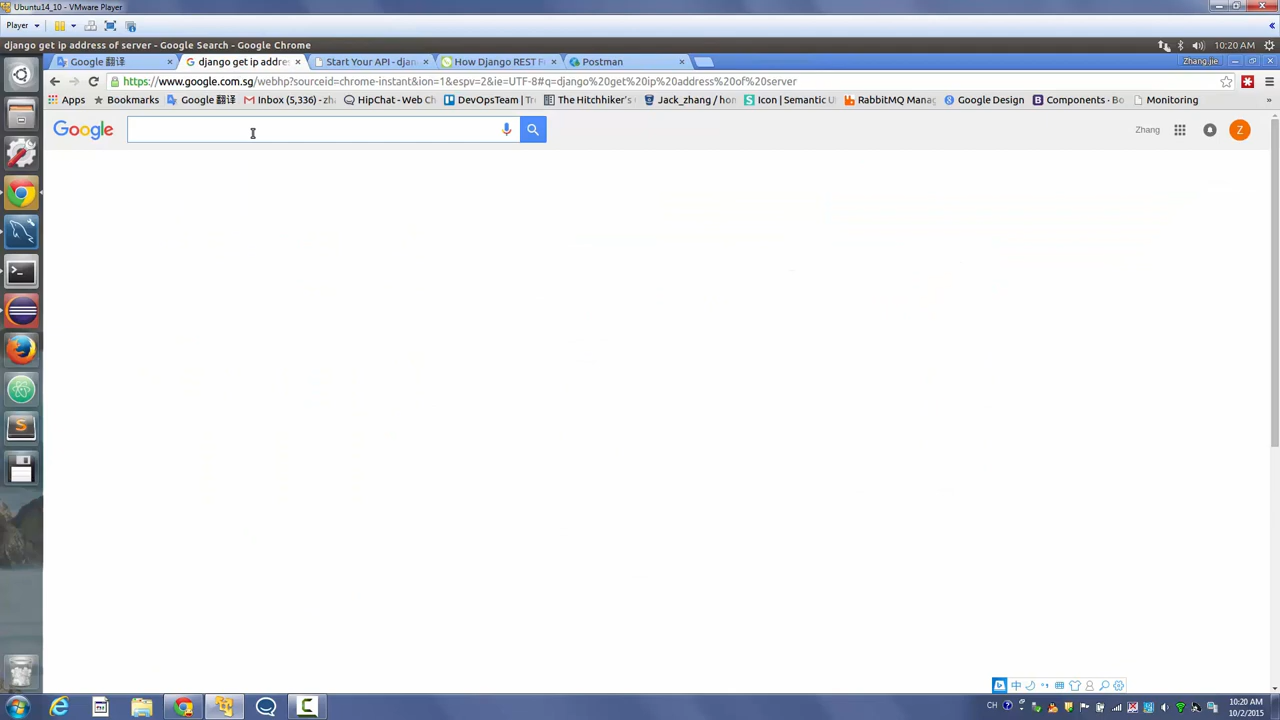 Ubuntu14_10 - VMware Player
Player
django get ip address of server - Google Search - Google Chrome
10:20 AM
Google 翻译
django get ip addres
Start Your API - djan
How Django REST F
Postman
Zhang jie
https://www.google.com.sg/webhp?sourceid=chrome-instant&ion=1&espv=2&ie=UTF-8#q=django%20get%20ip%20address%20of%20server
Apps
Bookmarks
Google 翻译
Inbox (5,336) - zha
HipChat - Web C
DevOpsTeam | Tr
The Hitchhiker's
Jack_zhang / ha
Icon | Semantic U
RabbitMQ Manag
Google Design
Components · Bo
Monitoring
»
Google
Zhang
Z
中
CH
10:20 AM
10/2/2015